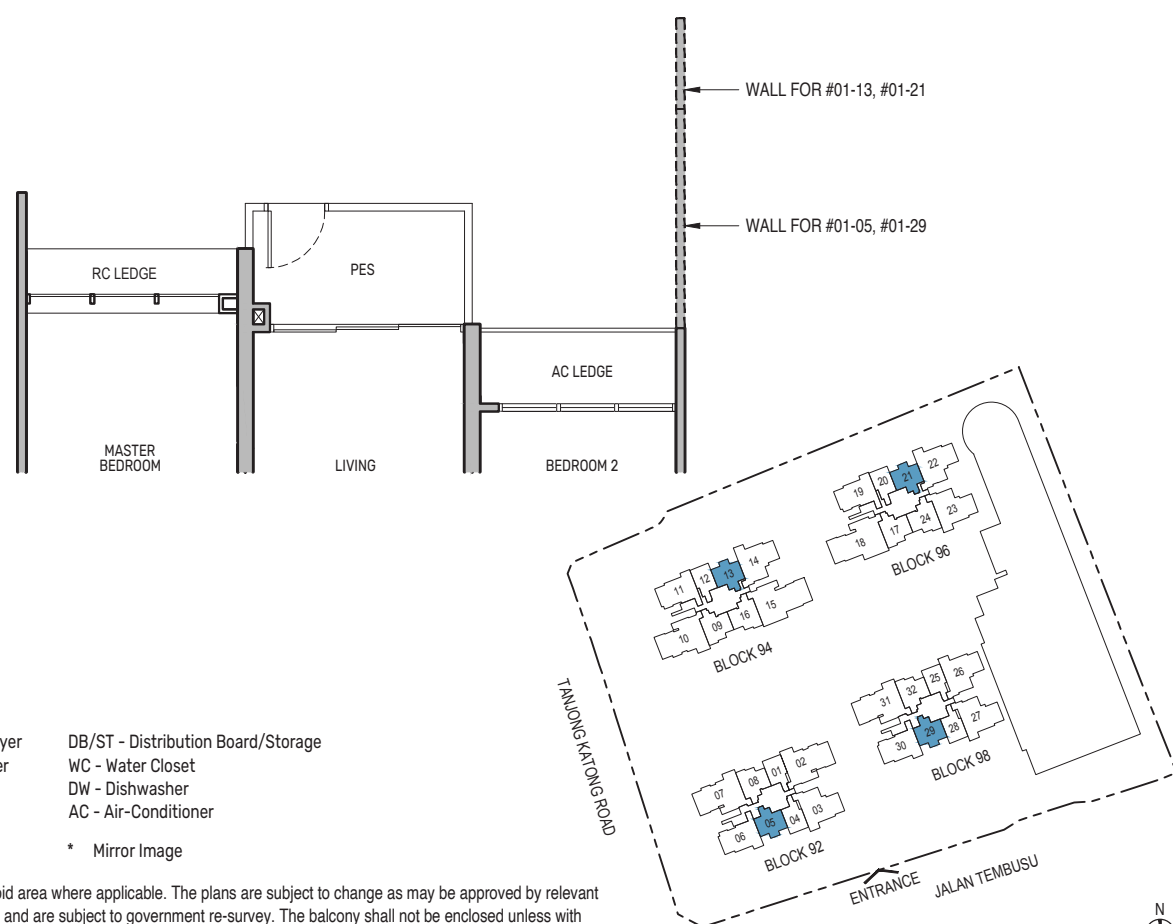 WALL FOR #01-13, #01-21
WALL FOR #01-05, #01-29
RC LEDGE
PES
AC LEDGE
MASTER
BEDROOM
LIVING
BEDROOM 2
19
20
21
22
18
17
24
23
BLOCK 96
11
12
13
14
10
09
16
15
BLOCK 94
31
32
25
26
30
29
28
27
BLOCK 98
07
08
01
02
06
05
04
03
BLOCK 92
TANJONG KATONG ROAD
ENTRANCE
JALAN TEMBUSU
N
DB/ST - Distribution Board/Storage
WC - Water Closet
DW - Dishwasher
AC - Air-Conditioner
* Mirror Image
area where applicable. The plans are subject to change as may be approved by relevant
and are subject to government re-survey. The balcony shall not be enclosed unless with